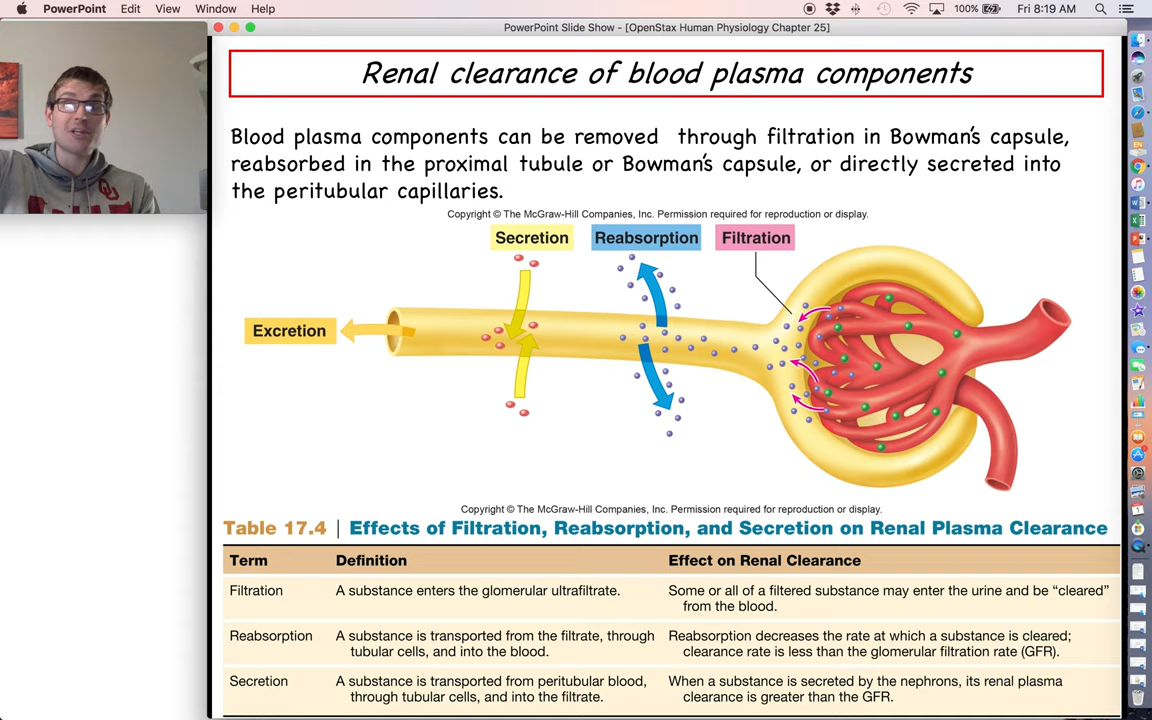 PowerPoint Edit View Window Help 100% Fri 8:19 AM
PowerPoint Slide Show - [OpenStax Human Physiology Chapter 25]
Renal clearance of blood plasma components
Blood plasma components can be removed through filtration in Bowman's capsule,
reabsorbed in the proximal tubule or Bowman's capsule, or directly secreted into
the peritubular capillaries.
Copyright © The McGraw-Hill Companies, Inc. Permission required for reproduction or display.
Secretion Reabsorption Filtration
Excretion
Copyright © The McGraw-Hill Companies, Inc. Permission required for reproduction or display.
Table 17.4 | Effects of Filtration, Reabsorption, and Secretion on Renal Plasma Clearance
Term Definition Effect on Renal Clearance
Filtration A substance enters the glomerular ultrafiltrate. Some or all of a filtered substance may enter the urine and be “cleared”
from the blood.
Reabsorption A substance is transported from the filtrate, through Reabsorption decreases the rate at which a substance is cleared;
tubular cells, and into the blood. clearance rate is less than the glomerular filtration rate (GFR).
Secretion A substance is transported from peritubular blood, When a substance is secreted by the nephrons, its renal plasma
through tubular cells, and into the filtrate. clearance is greater than the GFR.